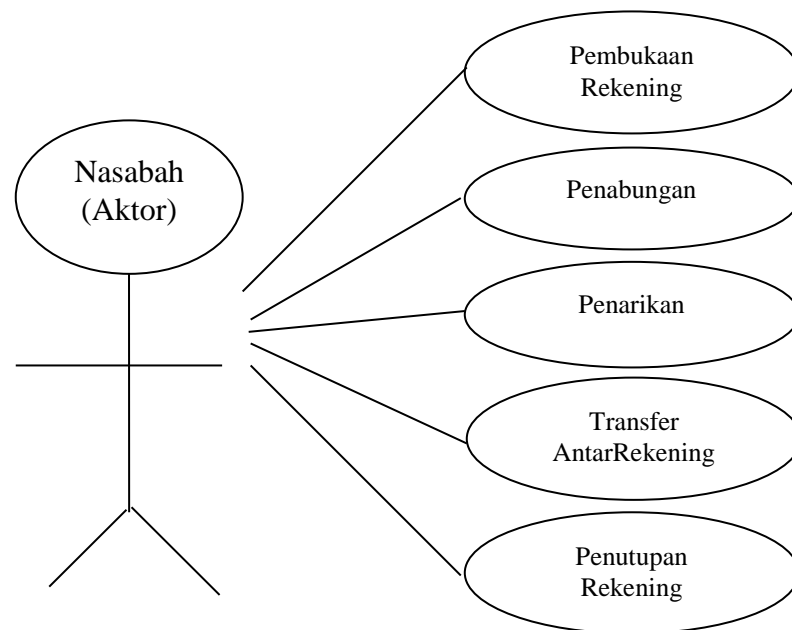 Nasabah
(Aktor)
Pembukaan
Rekening
Penabungan
Penarikan
Transfer
AntarRekening
Penutupan
Rekening